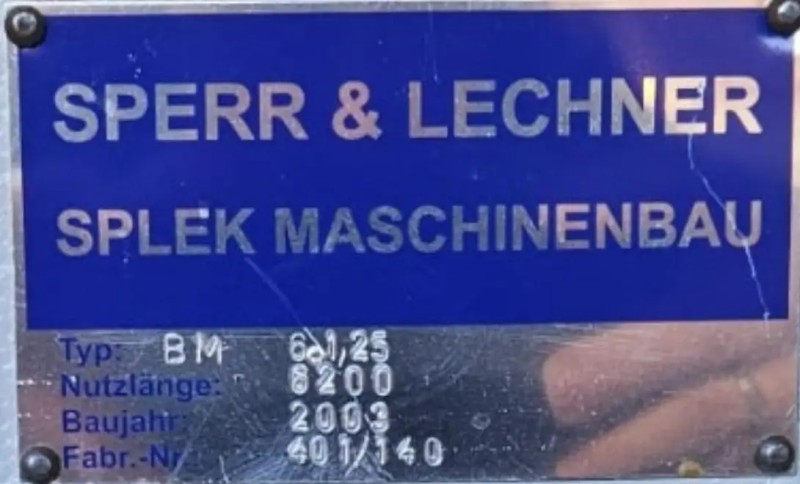 SPERR & LECHNER
SPLEK MASCHINENBAU
Typ: BM 6.1,25
Nutzlänge: 6200
Baujahr: 2003
Fabr.-Nr.: 401/140